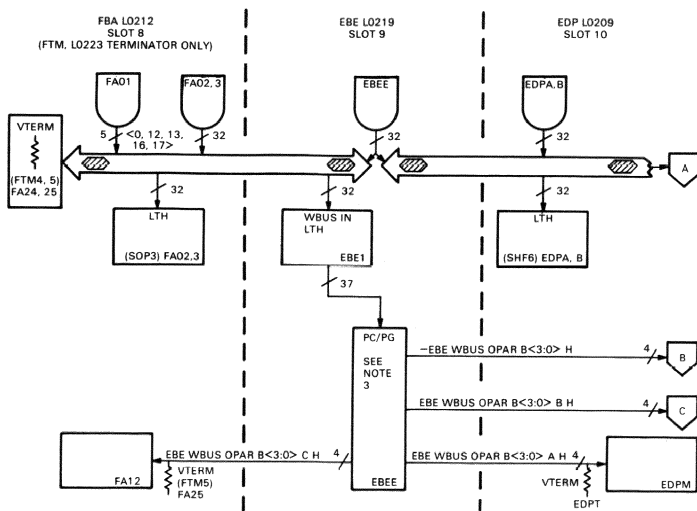 FBA L0212
SLOT 8
(FTM, L0223 TERMINATOR ONLY)
EBE L0219
SLOT 9
EDP L0209
SLOT 10
FA01
FA02, 3
EBEE
EDPA, B
VTERM
5
<0, 12, 13,
16, 17>
32
32
32
(FTM4, 5)
FA24, 25
A
32
32
32
LTH
(SOP3) FA02,3
WBUS IN
LTH
EBE1
LTH
(SHF6) EDPA, B
37
PC/PG
SEE
NOTE
3
EBEE
−EBE WBUS OPAR B<3:0> H
4
B
EBE WBUS OPAR B<3:0> B H
4
C
FA12
EBE WBUS OPAR B<3:0> C H
4
VTERM
(FTM5)
FA25
EBE WBUS OPAR B<3:0> A H
4
VTERM
EDPT
EDPM